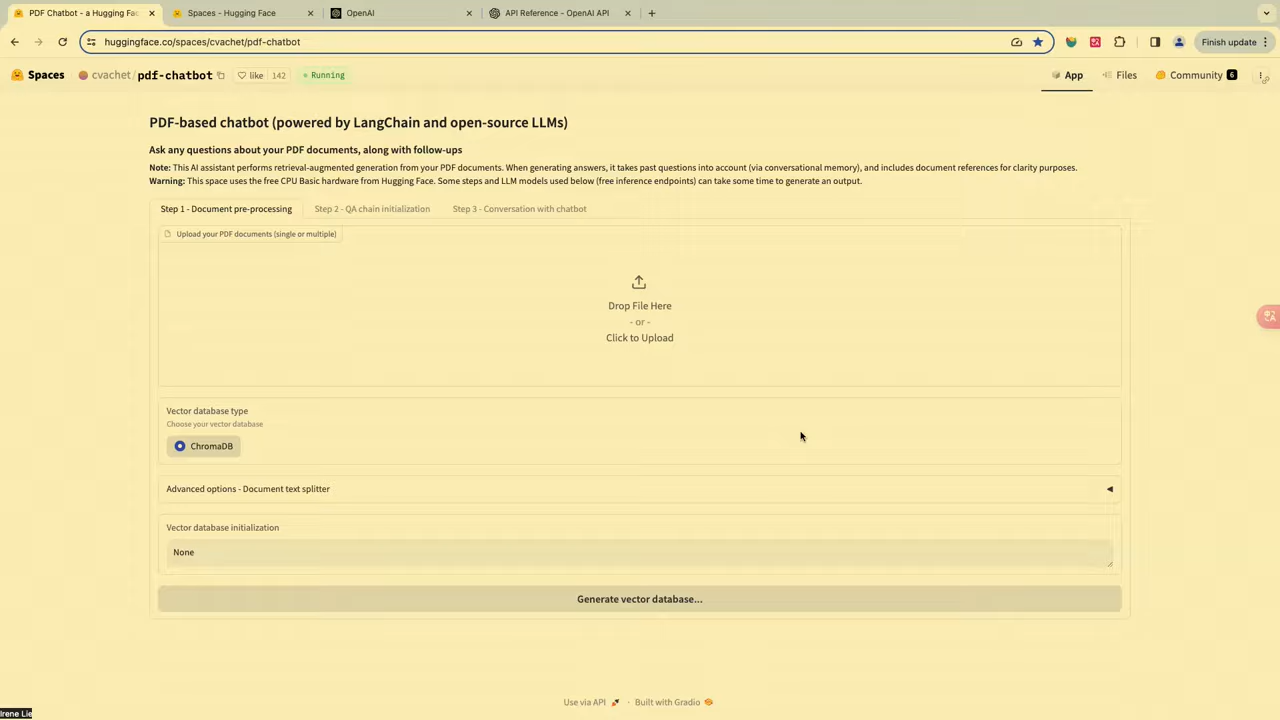 PDF Chatbot - a Hugging Fac
Spaces - Hugging Face
OpenAI
API Reference - OpenAI API
huggingface.co/spaces/cvachet/pdf-chatbot
Finish update
Spaces
cvachet/pdf-chatbot
like 142
Running
App
Files
Community 6
PDF-based chatbot (powered by LangChain and open-source LLMs)
Ask any questions about your PDF documents, along with follow-ups
Note: This AI assistant performs retrieval-augmented generation from your PDF documents. When generating answers, it takes past questions into account (via conversational memory), and includes document references for clarity purposes.
Warning: This space uses the free CPU Basic hardware from Hugging Face. Some steps and LLM models used below (free inference endpoints) can take some time to generate an output.
Step 1 - Document pre-processing
Step 2 - QA chain initialization
Step 3 - Conversation with chatbot
Upload your PDF documents (single or multiple)
Drop File Here
- or -
Click to Upload
Vector database type
Choose your vector database
ChromaDB
Advanced options - Document text splitter
Vector database initialization
None
Generate vector database...
Use via API · Built with Gradio
Irene Lie